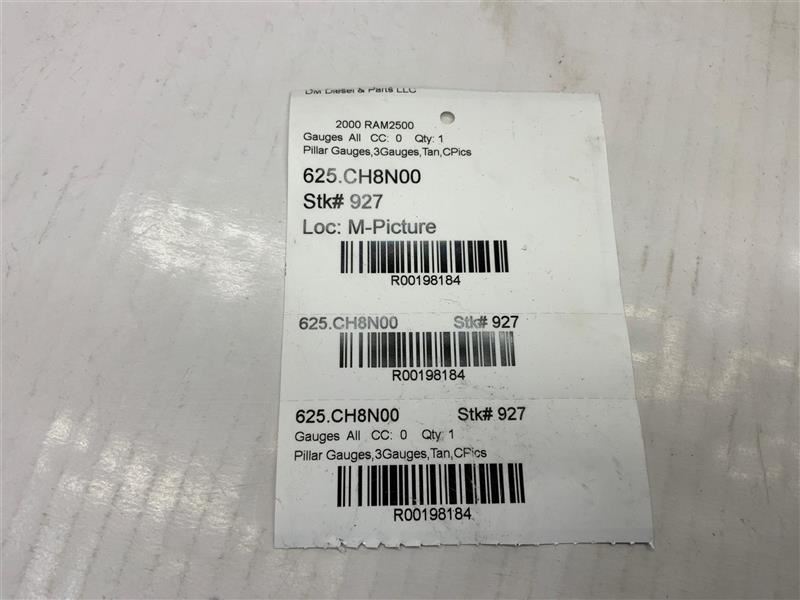 DM Diesel & Parts LLC
2000 RAM2500
Gauges All CC: 0 Qty: 1
Pillar Gauges,3Gauges,Tan,CPics
625.CH8N00
Stk# 927
Loc: M-Picture
R00198184
625.CH8N00 Stk# 927
R00198184
625.CH8N00 Stk# 927
Gauges All CC: 0 Qty: 1
Pillar Gauges,3Gauges,Tan,CPics
R00198184